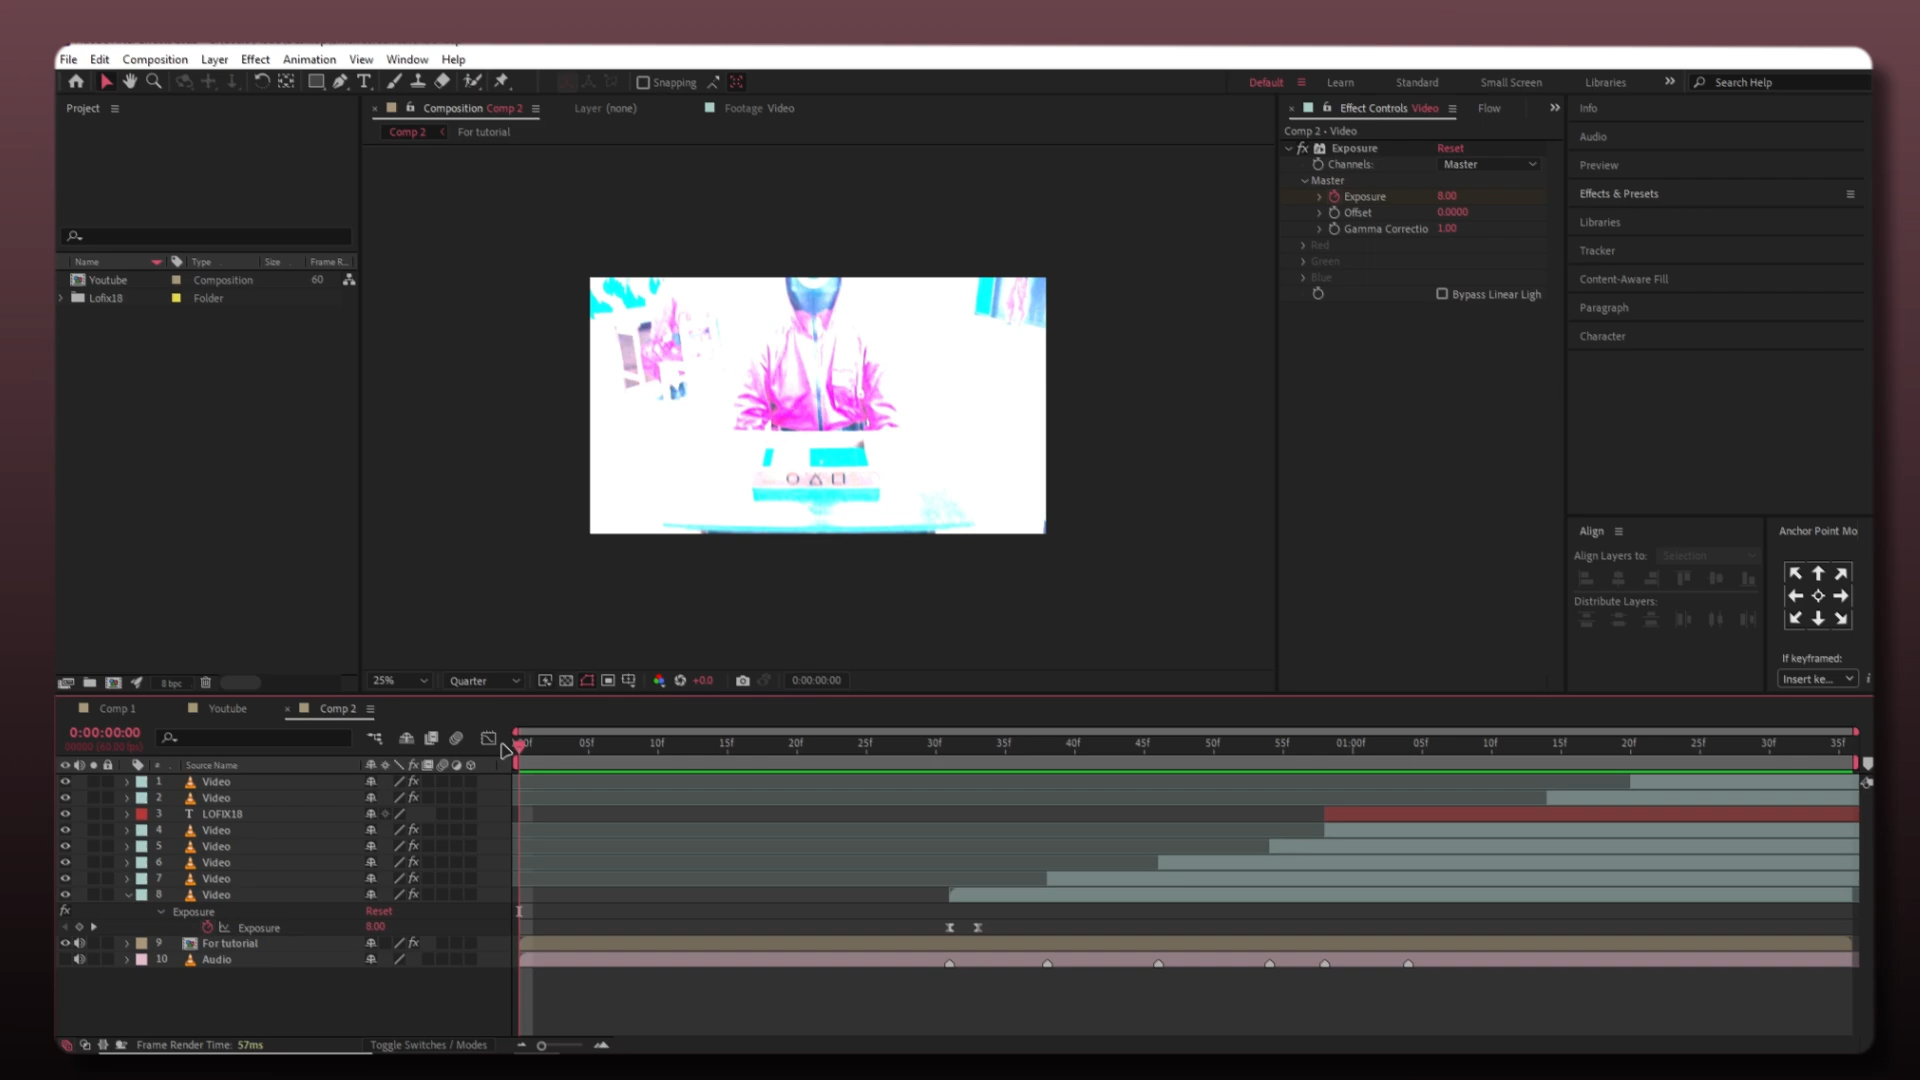 File Edit Composition Layer Effect Animation View Window Help
Snapping
Default Learn Standard Small Screen Libraries Search Help
Project
Composition Comp 2 Layer (none) Footage Video
Comp 2 For tutorial
Effect Controls Video Flow
Comp 2 • Video
fx Exposure Reset
Channels: Master
Master
Exposure 8.00
Offset 0.0000
Gamma Correctio 1.00
Red
Green
Blue
Bypass Linear Ligh
Info
Audio
Preview
Effects & Presets
Libraries
Tracker
Content-Aware Fill
Paragraph
Character
Name Type Size Frame R...
Youtube Composition 60
Lofix18 Folder
Align
Align Layers to: Selection
Distribute Layers:
Anchor Point Mo
If keyframed:
Insert ke...
8 bpc
25% Quarter +0.0 0:00:00:00
Comp 1 Youtube Comp 2
0:00:00:00
00000 (60.00 fps)
:00f 05f 10f 15f 20f 25f 30f 35f 40f 45f 50f 55f 01:00f 05f 10f 15f 20f 25f 30f 35f
# Source Name fx
1 Video fx
2 Video fx
3 T LOFIX18
4 Video fx
5 Video fx
6 Video fx
7 Video fx
8 Video fx
fx Exposure Reset
Exposure 8.00
9 For tutorial fx
10 Audio
Frame Render Time: 57ms Toggle Switches / Modes